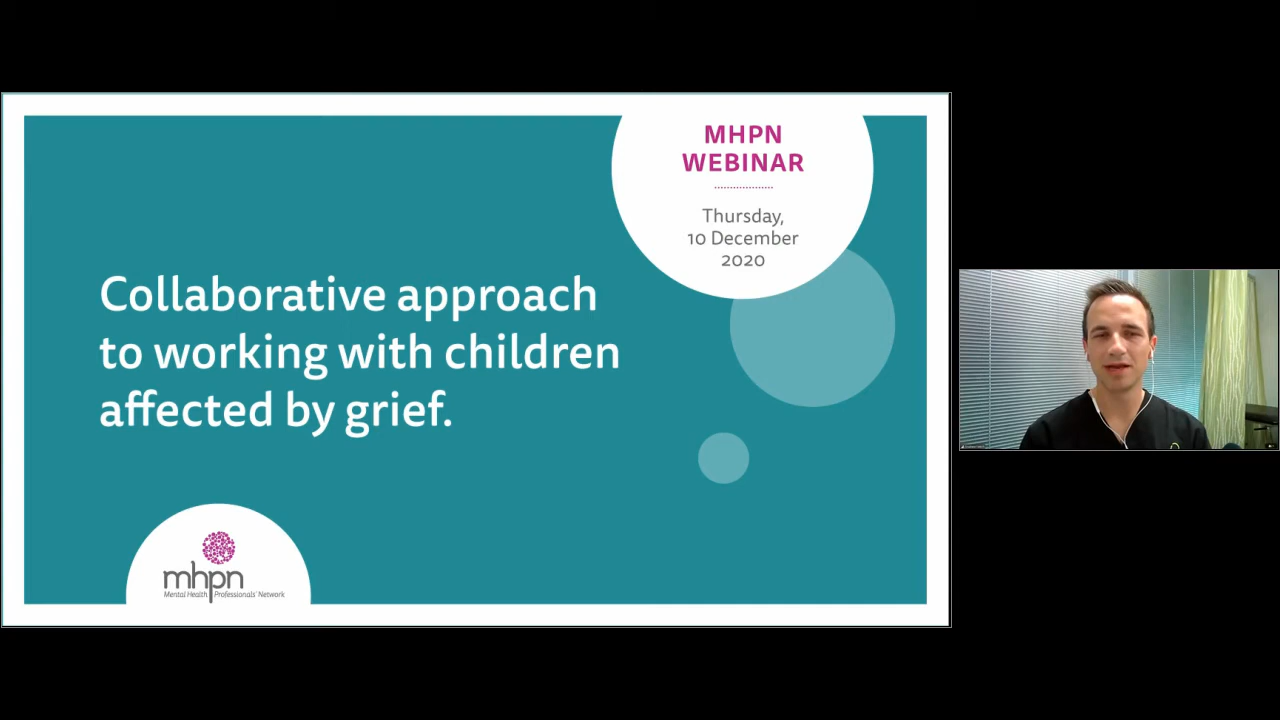 MHPN
WEBINAR
Thursday,
10 December
2020
Collaborative approach
to working with children
affected by grief.
mhpn
Mental Health Professionals' Network